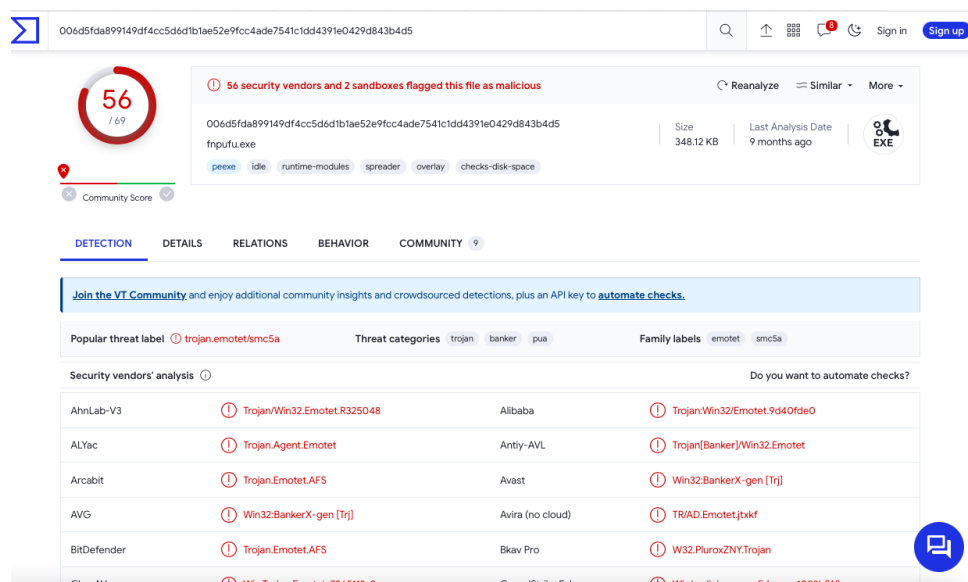 006d5fda899149df4cc5d6d1b1ae52e9fcc4ade7541c1dd4391e0429d843b4d5
8
Sign in
Sign up
56
/ 69
Community Score
56 security vendors and 2 sandboxes flagged this file as malicious
Reanalyze
Similar
More
006d5fda899149df4cc5d6d1b1ae52e9fcc4ade7541c1dd4391e0429d843b4d5
fnpufu.exe
peexe idle runtime-modules spreader overlay checks-disk-space
Size
348.12 KB
Last Analysis Date
9 months ago
EXE
DETECTION DETAILS RELATIONS BEHAVIOR COMMUNITY 9
Join the VT Community and enjoy additional community insights and crowdsourced detections, plus an API key to automate checks.
Popular threat label trojan.emotet/smc5a Threat categories trojan banker pua Family labels emotet smc5a
Security vendors' analysis Do you want to automate checks?
AhnLab-V3 Trojan/Win32.Emotet.R325048 Alibaba Trojan:Win32/Emotet.9d40fde0
ALYac Trojan.Agent.Emotet Antiy-AVL Trojan[Banker]/Win32.Emotet
Arcabit Trojan.Emotet.AFS Avast Win32:BankerX-gen [Trj]
AVG Win32:BankerX-gen [Trj] Avira (no cloud) TR/AD.Emotet.jtxkf
BitDefender Trojan.Emotet.AFS Bkav Pro W32.PluroxZNY.Trojan